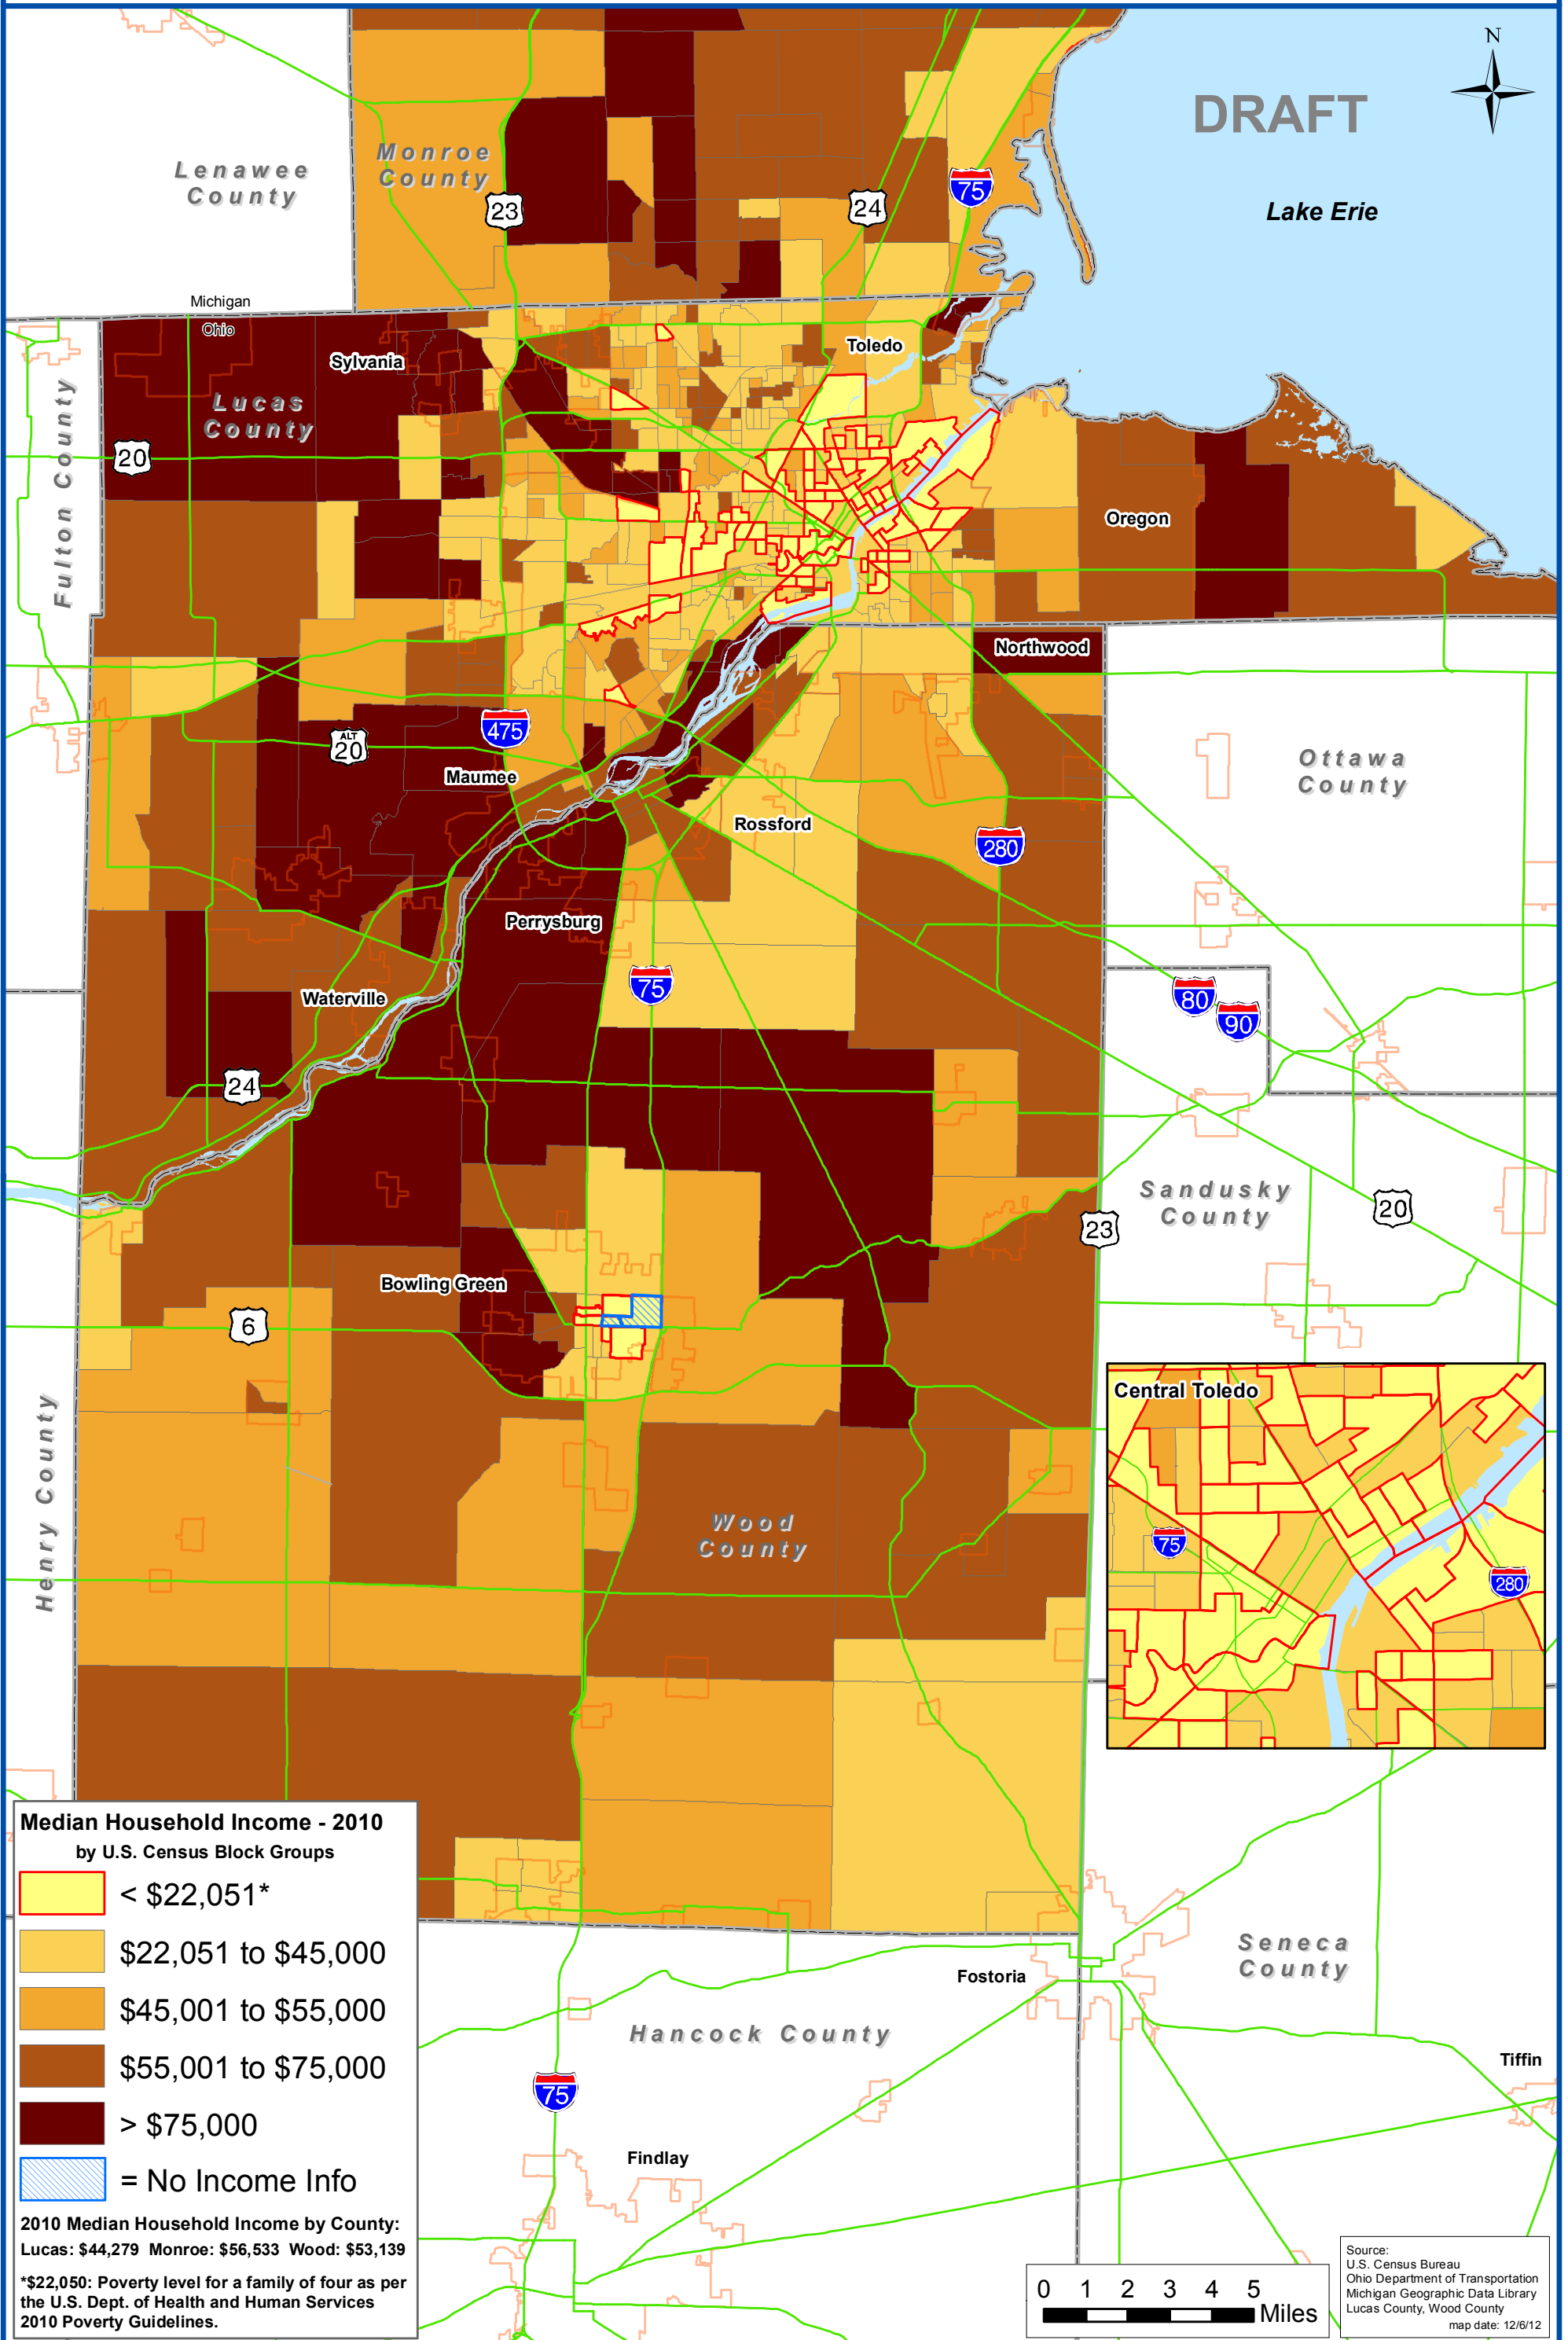 N
DRAFT
Lake Erie
Lenawee
County
Monroe
County
23
24
75
Michigan
Ohio
Sylvania
Toledo
Lucas
County
20
Fulton County
Oregon
Northwood
475
ALT
20
Maumee
Ottawa
County
Rossford
280
Perrysburg
75
Waterville
80
90
24
Sandusky
County
20
23
Bowling Green
6
Henry County
Central Toledo
75
280
Wood
County
Median Household Income - 2010
by U.S. Census Block Groups
< $22,051*
$22,051 to $45,000
$45,001 to $55,000
$55,001 to $75,000
> $75,000
= No Income Info
2010 Median Household Income by County:
Lucas: $44,279 Monroe: $56,533 Wood: $53,139
*$22,050: Poverty level for a family of four as per
the U.S. Dept. of Health and Human Services
2010 Poverty Guidelines.
Seneca
County
Fostoria
Hancock County
Tiffin
75
Findlay
0 1 2 3 4 5
Miles
Source:
U.S. Census Bureau
Ohio Department of Transportation
Michigan Geographic Data Library
Lucas County, Wood County
map date: 12/6/12